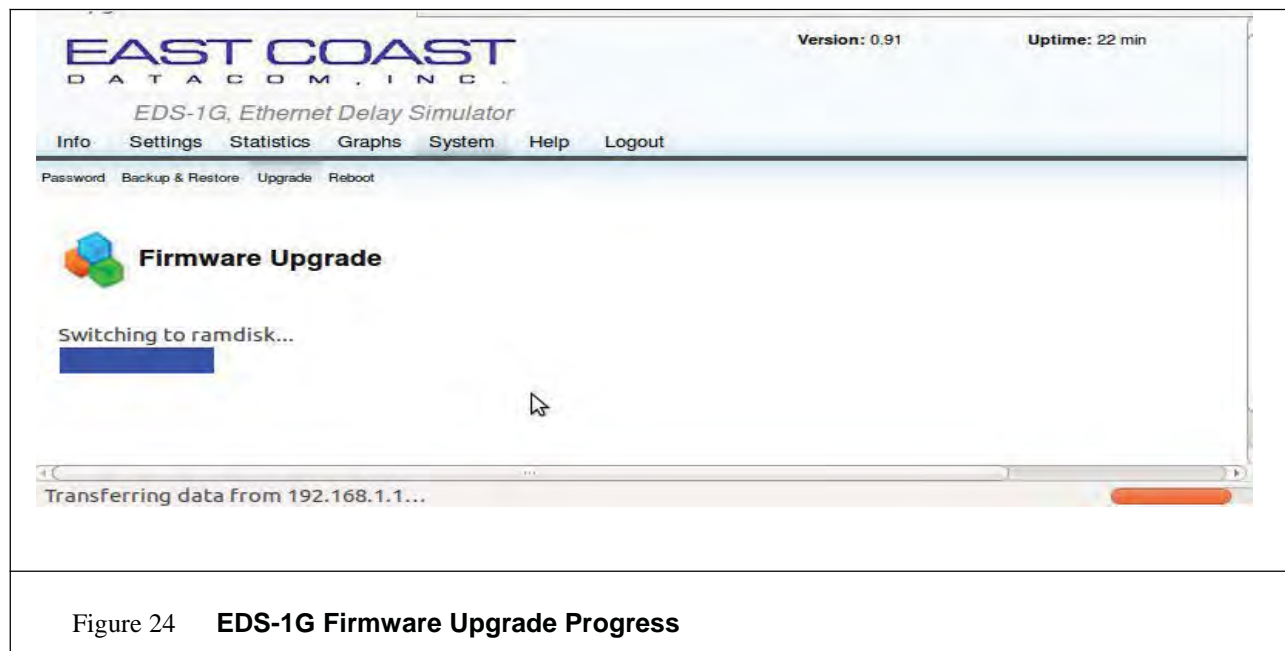 EAST COAST
Version: 0.91 Uptime: 22 min
DATACOM, INC.
EDS-1G, Ethernet Delay Simulator
Info Settings Statistics Graphs System Help Logout
Password Backup & Restore Upgrade Reboot
Firmware Upgrade
Switching to ramdisk...
Transferring data from 192.168.1.1...
Figure 24 EDS-1G Firmware Upgrade Progress